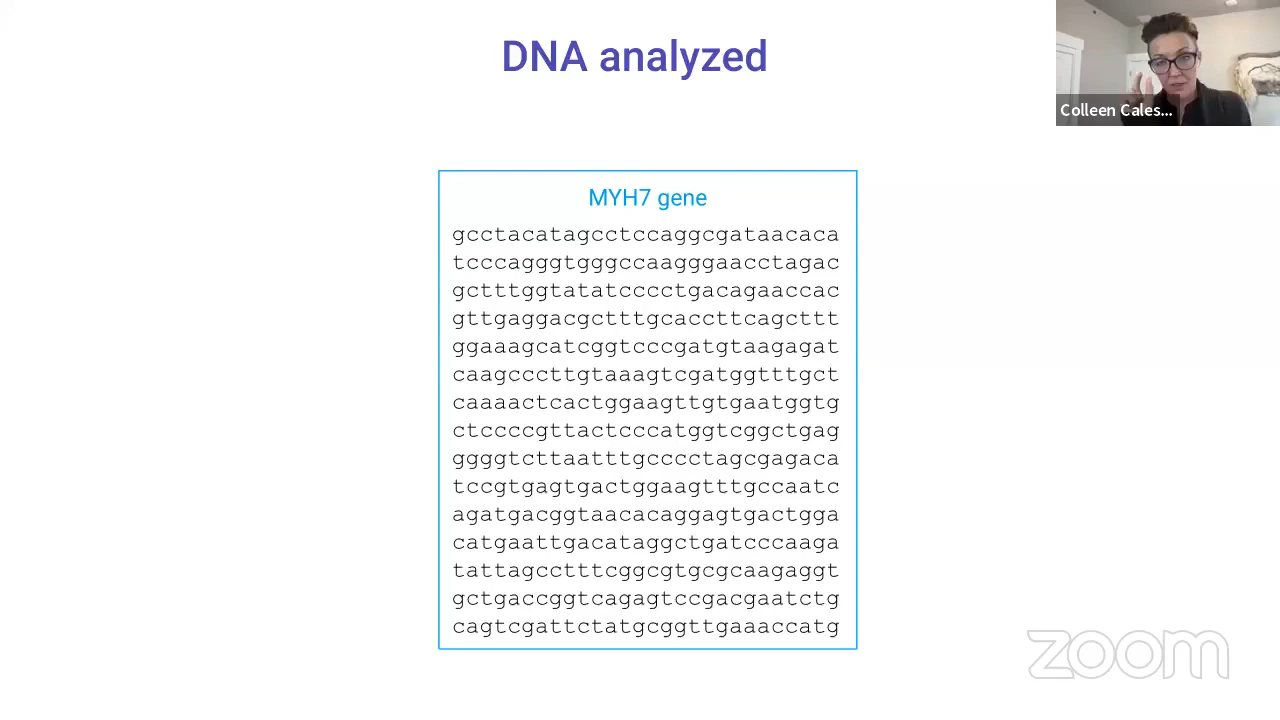 DNA analyzed
Colleen Cales...
MYH7 gene
gcctacatagcctccaggcgataacaca
tcccagggtgggccaagggaacctagac
gctttggtatatcccctgacagaaccac
gttgaggacgctttgcaccttcagcttt
ggaaagcatcggtcccgatgtaagagat
caagcccttgtaaagtcgatggtttgct
caaaactcactggaagttgtgaatggtg
ctccccgttactcccatggtcggctgag
ggggtcttaatttgcccctagcgagaca
tccgtgagtgactggaagtttgccaatc
agatgacggtaacacaggagtgactgga
catgaattgacataggctgatcccaaga
tattagcctttcggcgtgcgcaagaggt
gctgaccggtcagagtccgacgaatctg
cagtcgattctatgcggttgaaaccatg
zoom